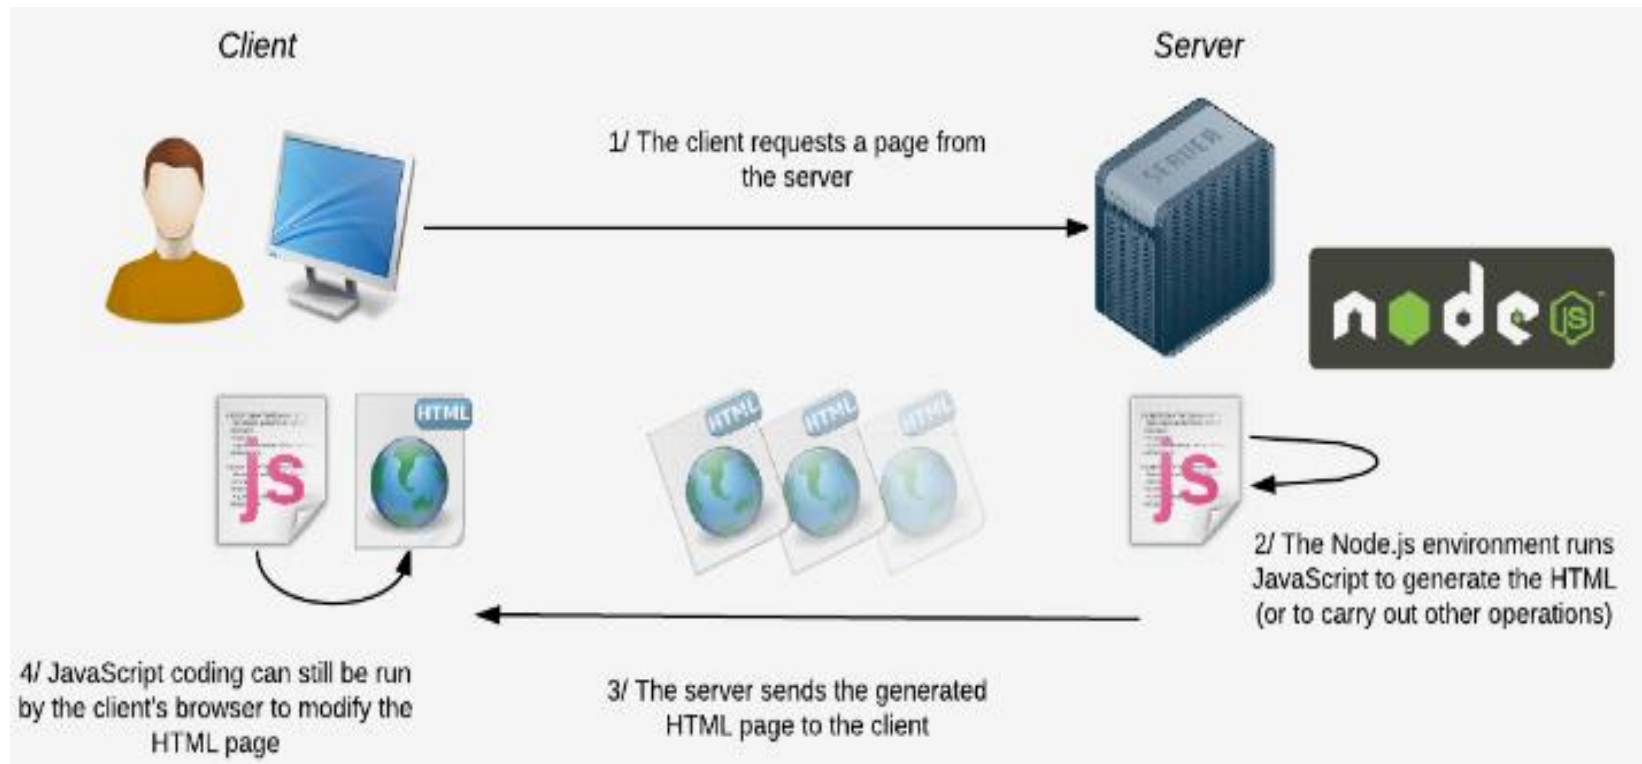 Client
Server
1/ The client requests a page from
the server
SERVER
node
JS
HTML
HTML
HTML
HTML
js
js
2/ The Node.js environment runs
JavaScript to generate the HTML
(or to carry out other operations)
4/ JavaScript coding can still be run
by the client's browser to modify the
HTML page
3/ The server sends the generated
HTML page to the client